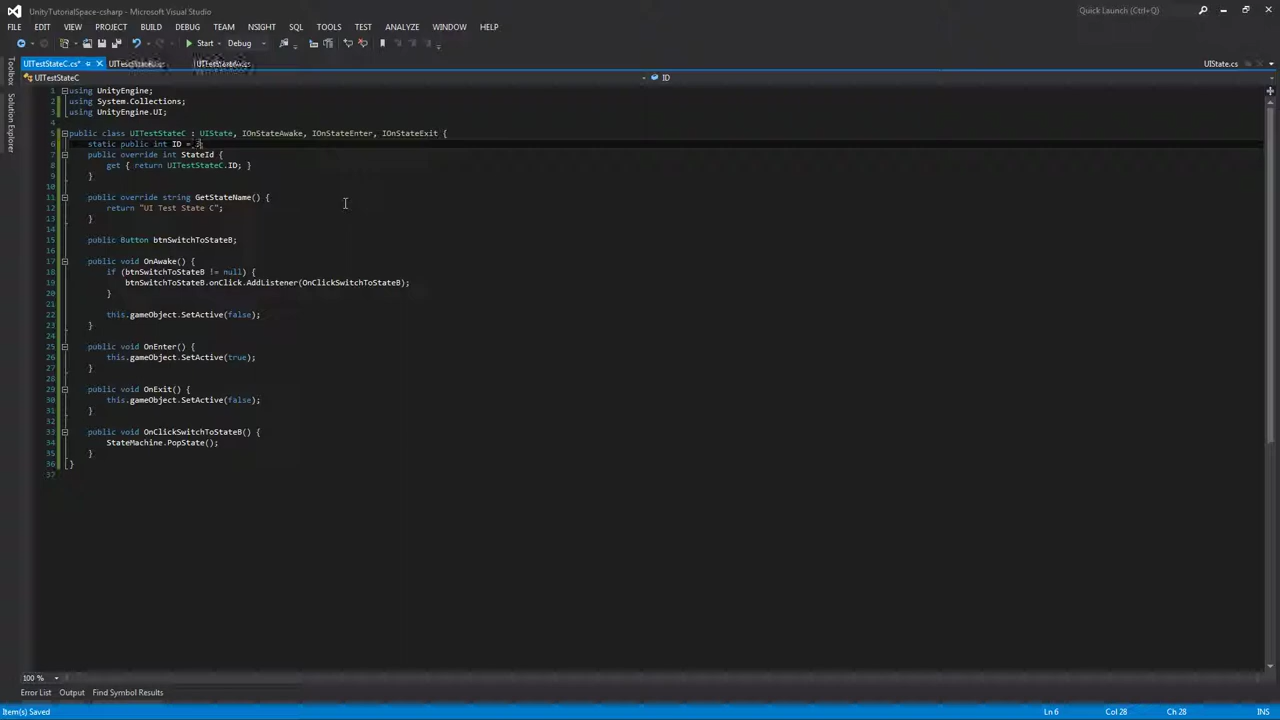 UnityTutorialSpace-csharp - Microsoft Visual Studio
Quick Launch (Ctrl+Q)
FILE EDIT VIEW PROJECT BUILD DEBUG TEAM NSIGHT SQL TOOLS TEST ANALYZE WINDOW HELP
Start Debug
Toolbox
Solution Explorer
UITestStateC.cs*
UIState.cs
UITestStateC
ID
1 using UnityEngine;
2 using System.Collections;
3 using UnityEngine.UI;
4
5 public class UITestStateC : UIState, IOnStateAwake, IOnStateEnter, IOnStateExit {
6 static public int ID =
7 public override int StateId {
8 get { return UITestStateC.ID; }
9 }
10
11 public override string GetStateName() {
12 return "UI Test State C";
13 }
14
15 public Button btnSwitchToStateB;
16
17 public void OnAwake() {
18 if (btnSwitchToStateB != null) {
19 btnSwitchToStateB.onClick.AddListener(OnClickSwitchToStateB);
20 }
21
22 this.gameObject.SetActive(false);
23 }
24
25 public void OnEnter() {
26 this.gameObject.SetActive(true);
27 }
28
29 public void OnExit() {
30 this.gameObject.SetActive(false);
31 }
32
33 public void OnClickSwitchToStateB() {
34 StateMachine.PopState();
35 }
36 }
37
100 %
Error List Output Find Symbol Results
Item(s) Saved
Ln 6 Col 28 Ch 28 INS